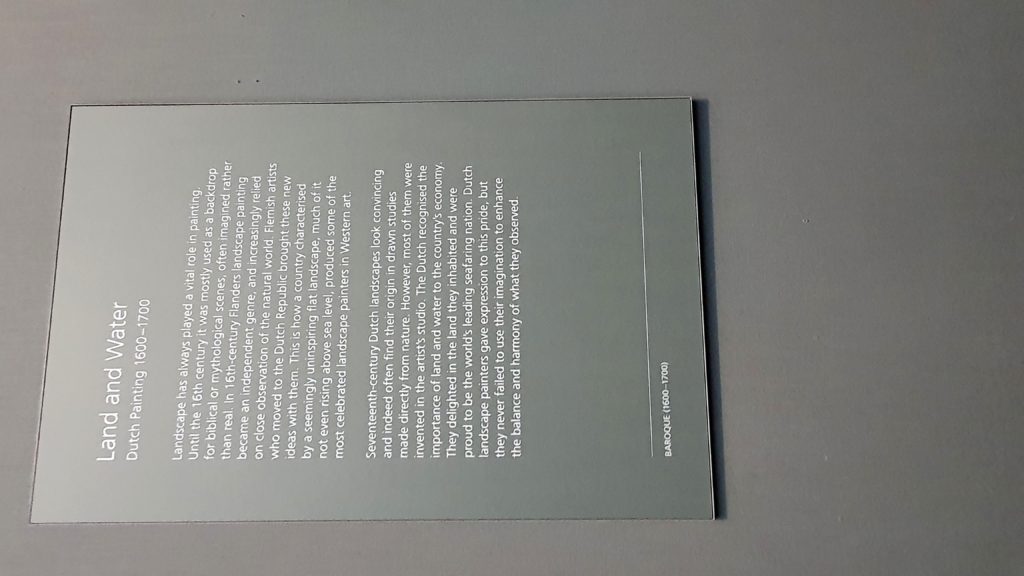 Land and Water
Dutch Painting 1600–1700
Landscape has always played a vital role in painting.
Until the 16th century it was mostly used as a backdrop
for biblical or mythological scenes, often imagined rather
than real. In 16th-century Flanders landscape painting
became an independent genre, and increasingly relied
on close observation of the natural world. Flemish artists
who moved to the Dutch Republic brought these new
ideas with them. This is how a country characterised
by a seemingly uninspiring flat landscape, much of it
not even rising above sea level, produced some of the
most celebrated landscape painters in Western art.
Seventeenth-century Dutch landscapes look convincing
and indeed often find their origin in drawn studies
made directly from nature. However, most of them were
invented in the artist's studio. The Dutch recognised the
importance of land and water to the country's economy.
They delighted in the land they inhabited and were
proud to be the world's leading seafaring nation. Dutch
landscape painters gave expression to this pride, but
they never failed to use their imagination to enhance
the balance and harmony of what they observed.
BAROQUE (1600–1700)